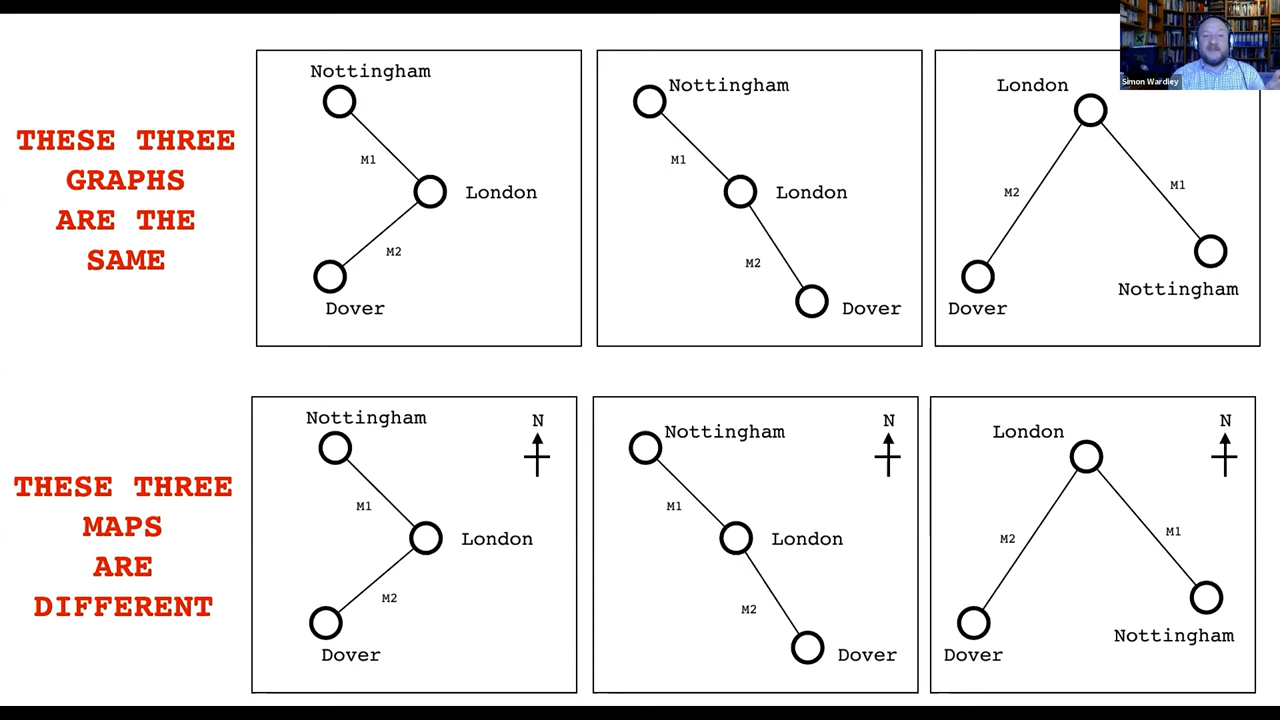 THESE THREE
GRAPHS
ARE THE
SAME
Nottingham
M1
London
M2
Dover
Nottingham
M1
London
M2
Dover
London
M2
M1
Dover
Nottingham
Simon Wardley
THESE THREE
MAPS
ARE
DIFFERENT
Nottingham
N
M1
London
M2
Dover
Nottingham
N
M1
London
M2
Dover
London
N
M2
M1
Dover
Nottingham